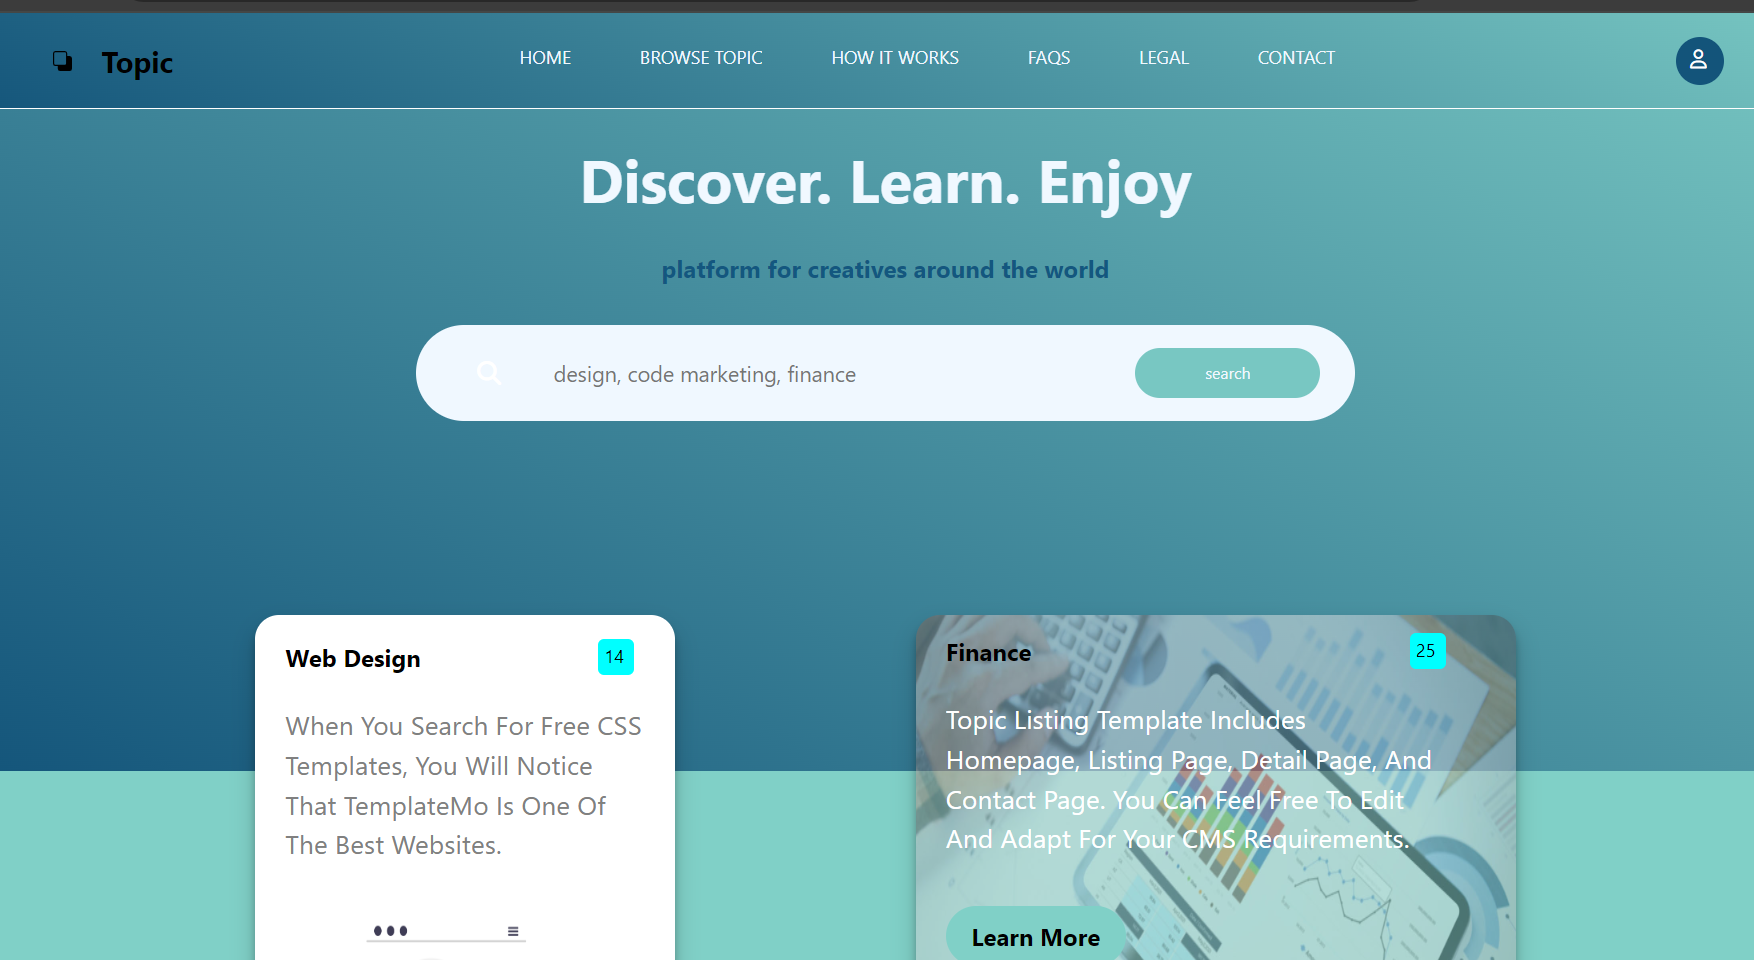 Topic
HOME
BROWSE TOPIC
HOW IT WORKS
FAQS
LEGAL
CONTACT
Discover. Learn. Enjoy
platform for creatives around the world
design, code marketing, finance
search
Web Design
14
When You Search For Free CSS
Templates, You Will Notice
That TemplateMo Is One Of
The Best Websites.
Finance
25
Topic Listing Template Includes
Homepage, Listing Page, Detail Page, And
Contact Page. You Can Feel Free To Edit
And Adapt For Your CMS Requirements.
Learn More